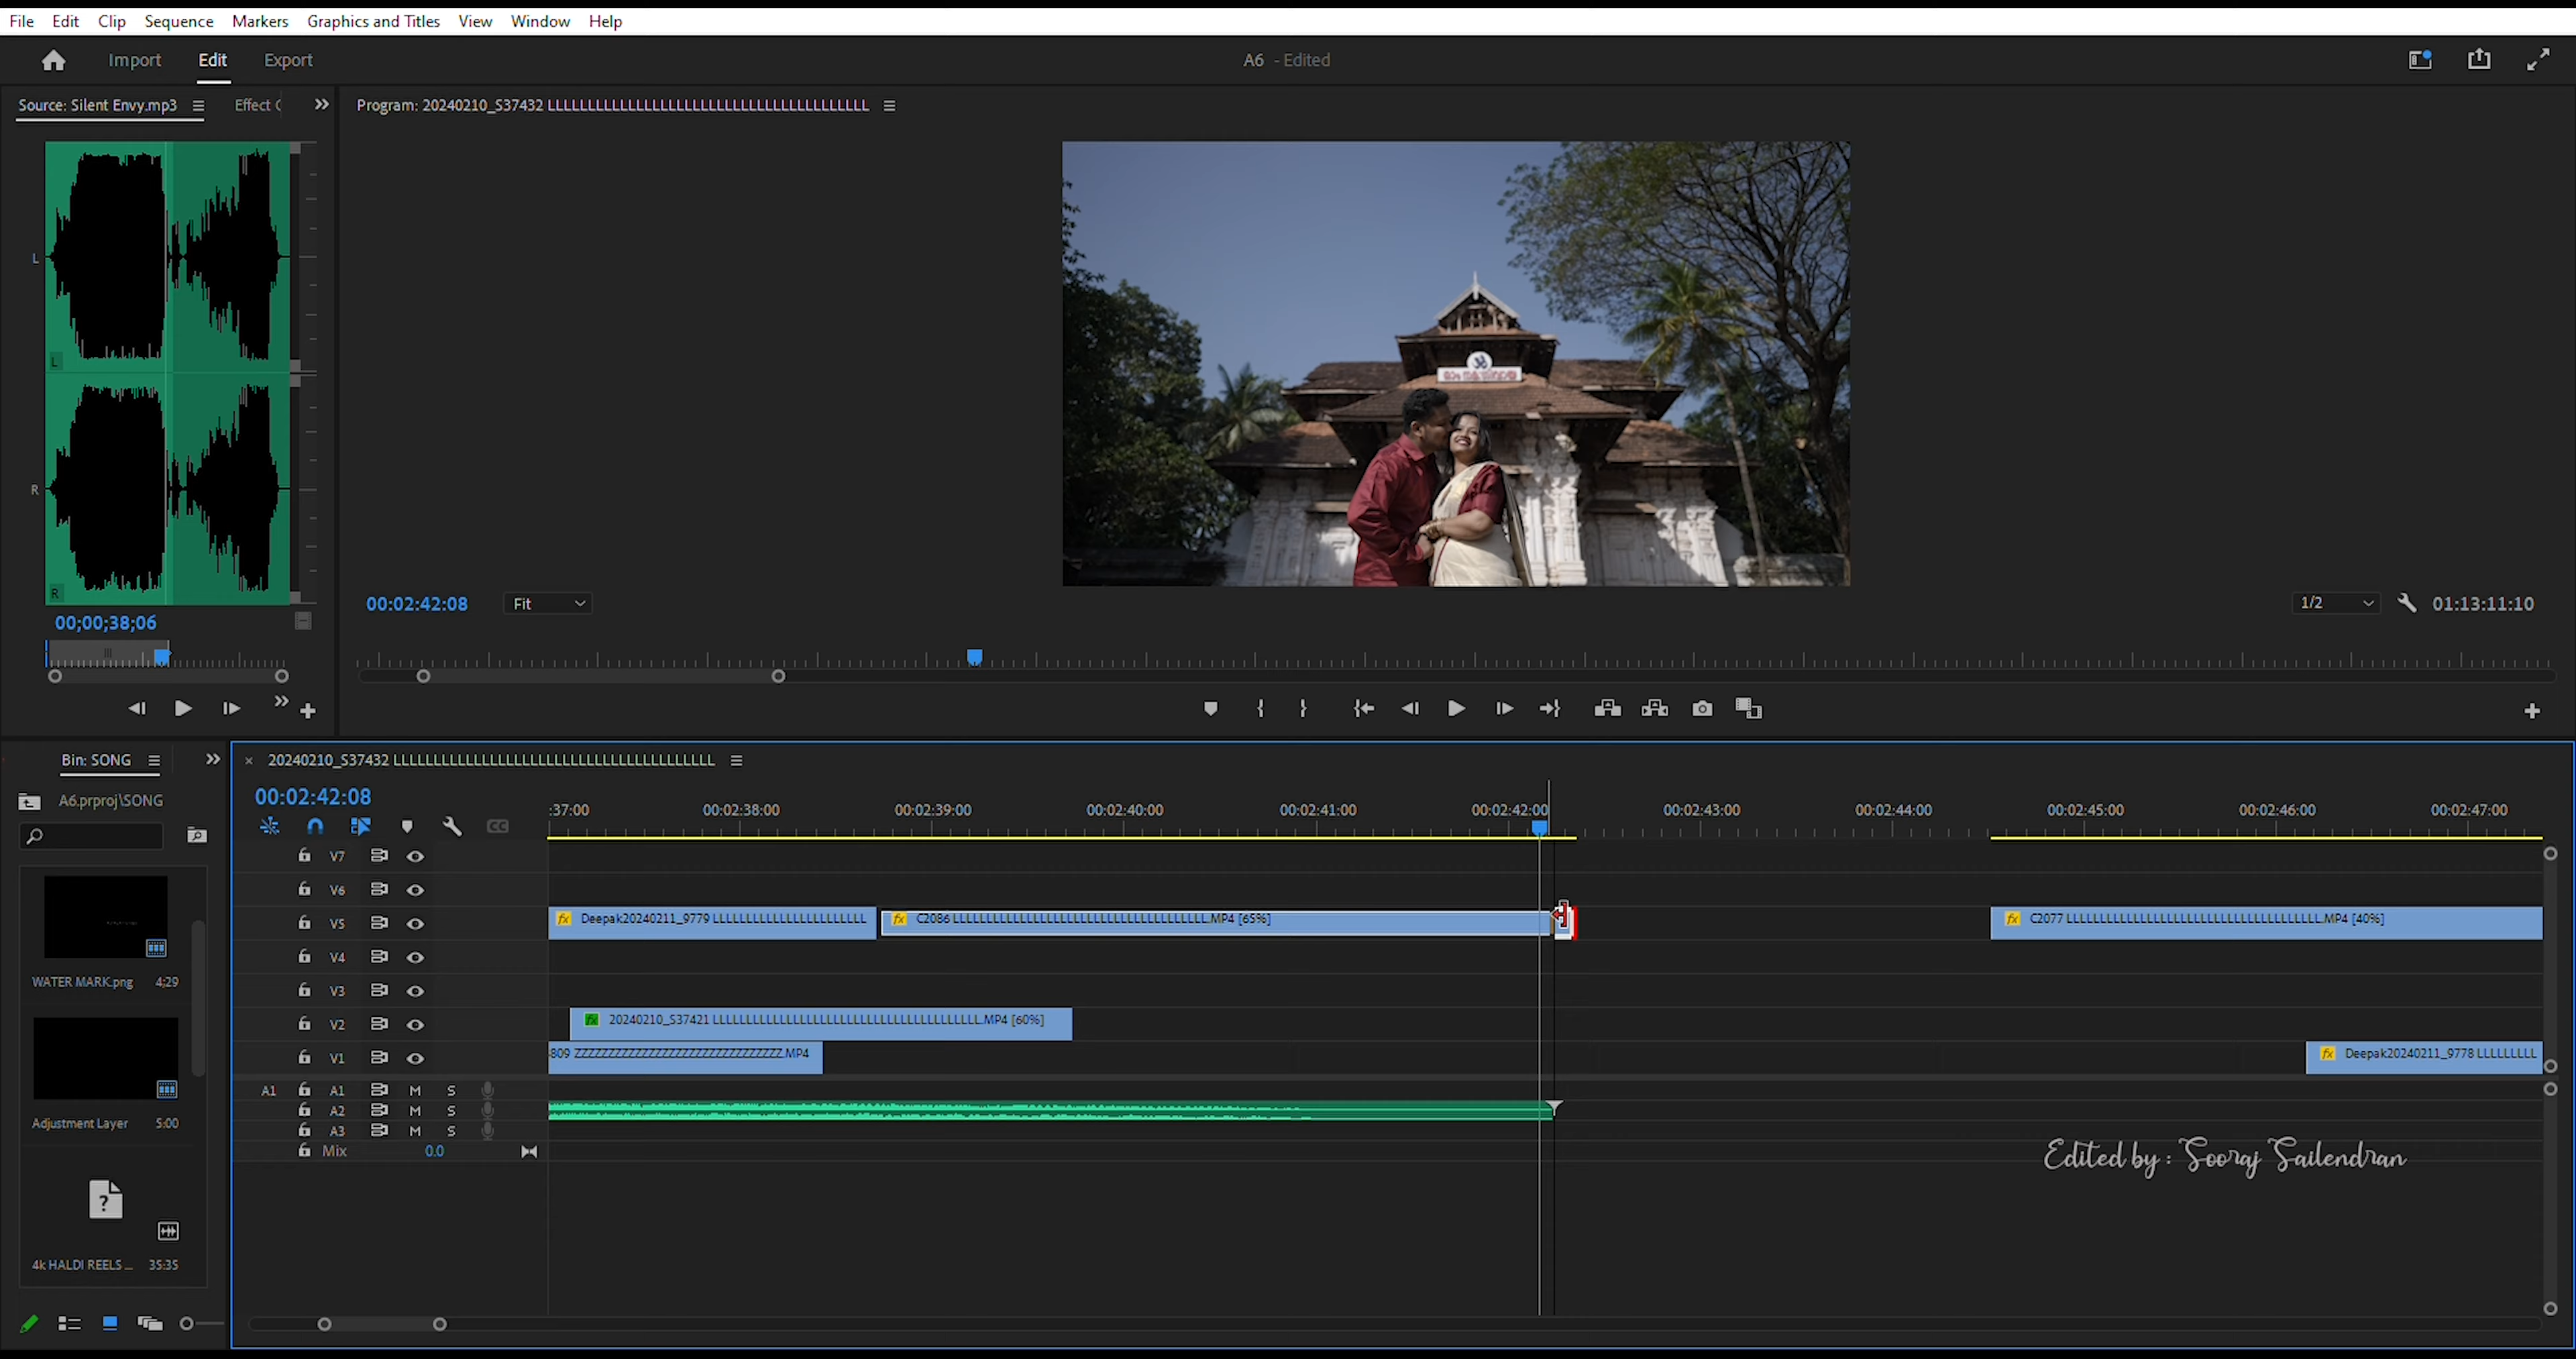 File Edit Clip Sequence Markers Graphics and Titles View Window Help
Import Edit Export
A6 - Edited
Source: Silent Envy.mp3
Effect C
Program: 20240210_S37432 LLLLLLLLLLLLLLLLLLLLLLLLLLLLLLLLLLLLLLLL
L
L
R
R
00;00;38;06
00:02:42:08
Fit
1/2
01:13:11:10
Bin: SONG
A6.prproj\SONG
WATER MARK.png 4;29
Adjustment Layer 5:00
4k HALDI REELS ... 35:35
20240210_S37432 LLLLLLLLLLLLLLLLLLLLLLLLLLLLLLLLLLLLLLLL
00:02:42:08
:37:00 00:02:38:00 00:02:39:00 00:02:40:00 00:02:41:00 00:02:42:00 00:02:43:00 00:02:44:00 00:02:45:00 00:02:46:00 00:02:47:00
V7
V6
V5
Deepak20240211_9779 LLLLLLLLLLLLLLLLLLLLLLL
C2086 LLLLLLLLLLLLLLLLLLLLLLLLLLLLLLLLLLLLLLLL.MP4 [65%]
C2077 LLLLLLLLLLLLLLLLLLLLLLLLLLLLLLLLLLLLLLLL.MP4 [40%]
V4
V3
V2
20240210_S37421 LLLLLLLLLLLLLLLLLLLLLLLLLLLLLLLLLLLLLLLL.MP4 [60%]
V1
809 ZZZZZZZZZZZZZZZZZZZZZZZZZZZZZZZ.MP4
Deepak20240211_9778 LLLLLLLLL
A1 A1 M S
A2 M S
A3 M S
Mix 0.0
Edited by : Sooraj Sailendran